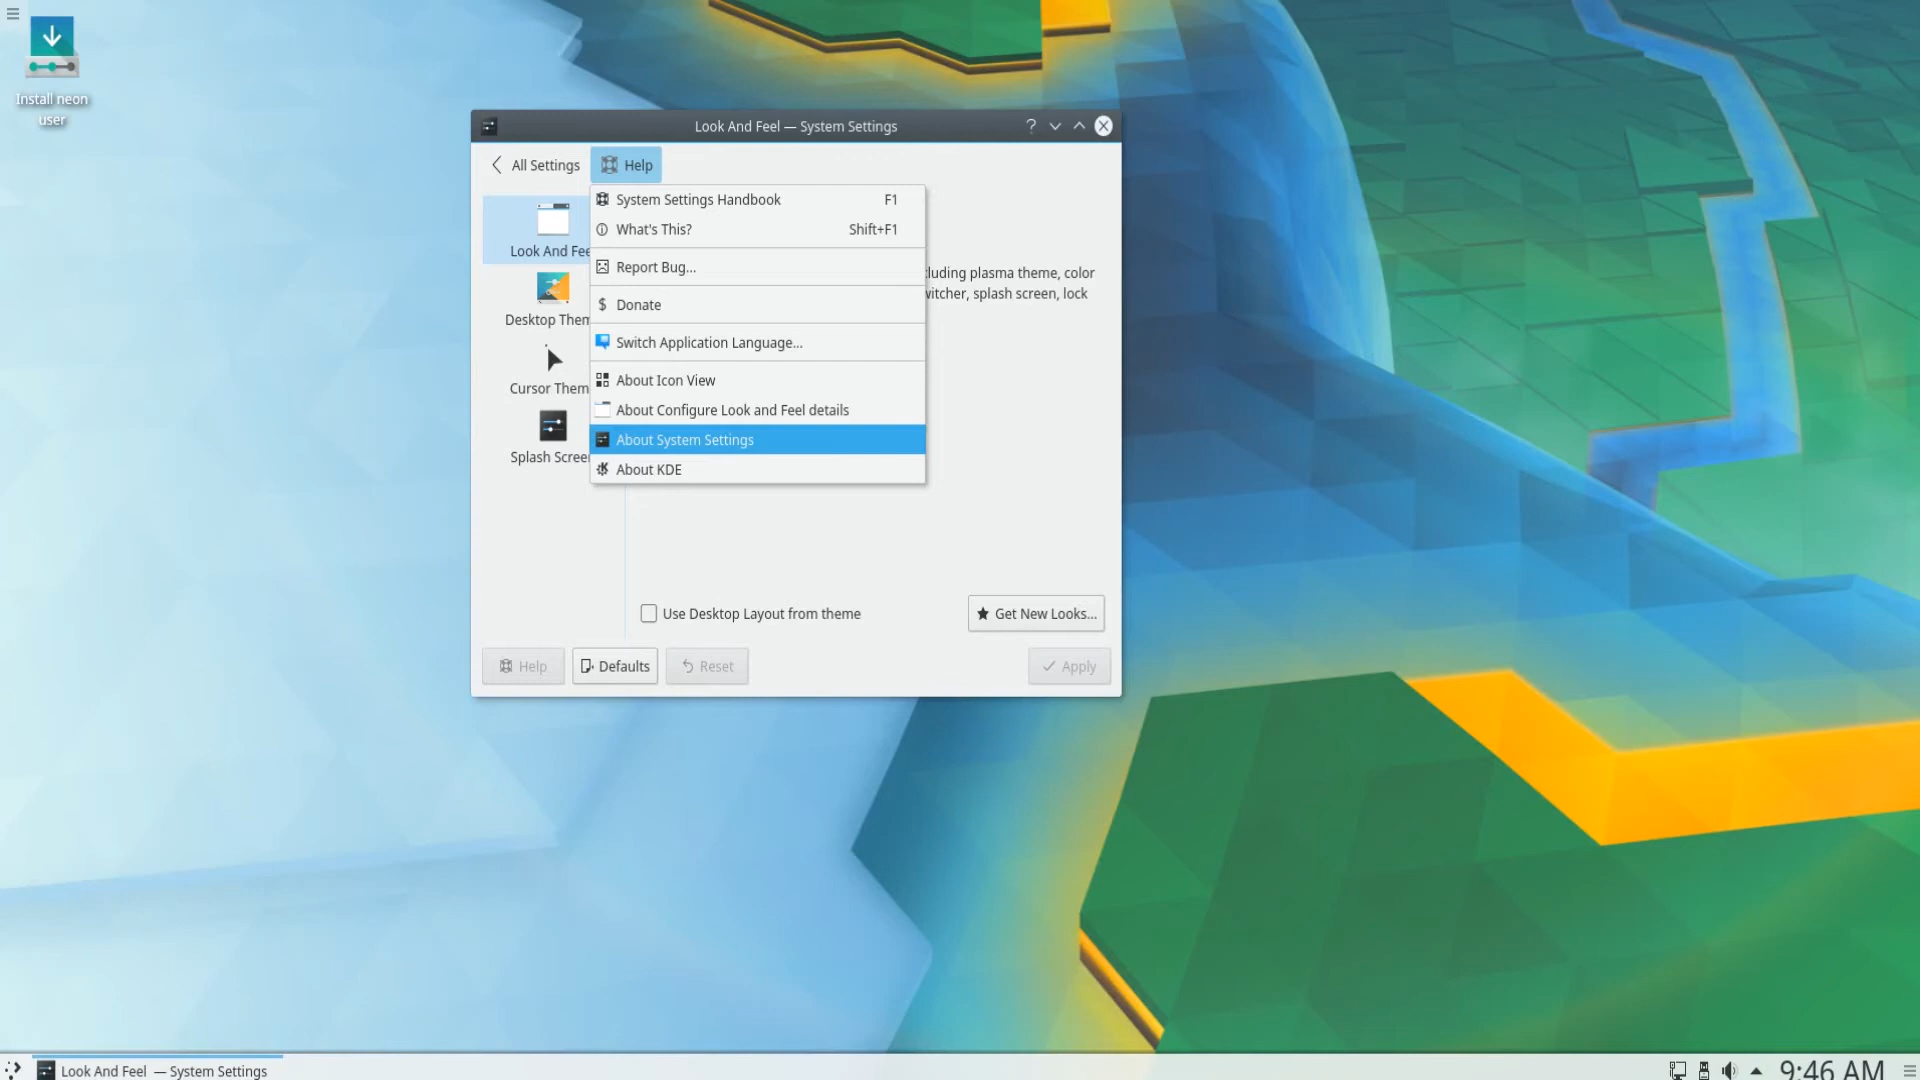 Install neon
user
Look And Feel — System Settings
All Settings
Help
System Settings Handbook F1
What's This? Shift+F1
Report Bug...
Donate
Switch Application Language...
About Icon View
About Configure Look and Feel details
About System Settings
About KDE
Look And Fee
Desktop Them
Cursor Them
Splash Scree
cluding plasma theme, color
witcher, splash screen, lock
Use Desktop Layout from theme
Get New Looks...
Help
Defaults
Reset
Apply
Look And Feel — System Settings
9:46 AM